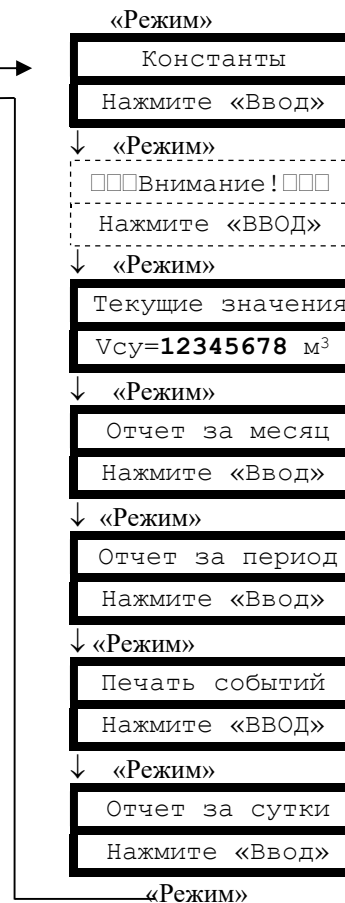 «Режим»
Константы
Нажмите «Ввод»
↓ «Режим»
□□□Внимание!□□□
Нажмите «ВВОД»
↓ «Режим»
Текущие значения
Vсу=12345678 м³
↓ «Режим»
Отчет за месяц
Нажмите «Ввод»
↓ «Режим»
Отчет за период
Нажмите «Ввод»
↓ «Режим»
Печать событий
Нажмите «ВВОД»
↓ «Режим»
Отчет за сутки
Нажмите «Ввод»
«Режим»